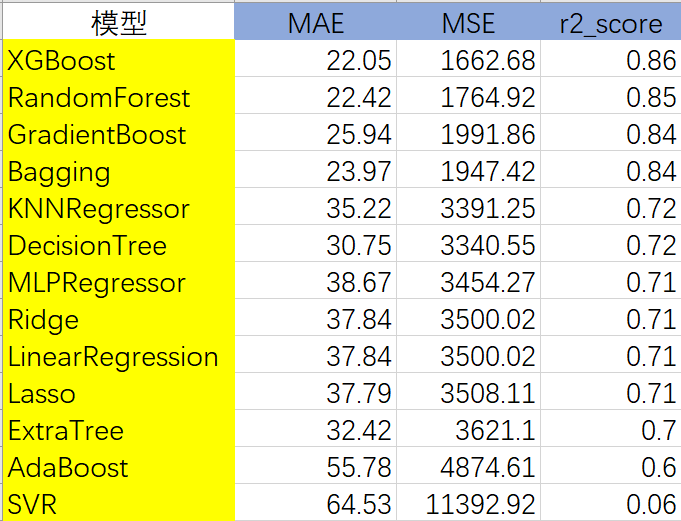 模型 MAE MSE r2_score
XGBoost 22.05 1662.68 0.86
RandomForest 22.42 1764.92 0.85
GradientBoost 25.94 1991.86 0.84
Bagging 23.97 1947.42 0.84
KNNRegressor 35.22 3391.25 0.72
DecisionTree 30.75 3340.55 0.72
MLPRegressor 38.67 3454.27 0.71
Ridge 37.84 3500.02 0.71
LinearRegression 37.84 3500.02 0.71
Lasso 37.79 3508.11 0.71
ExtraTree 32.42 3621.1 0.7
AdaBoost 55.78 4874.61 0.6
SVR 64.53 11392.92 0.06